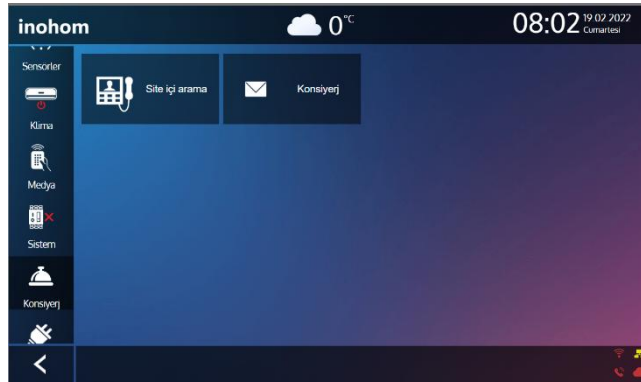 inohom
0°C
08:02
19 02 2022
Cumartesi
Sensorler
Klima
Medya
Sistem
Konsiyerj
Site içi arama
Konsiyerj